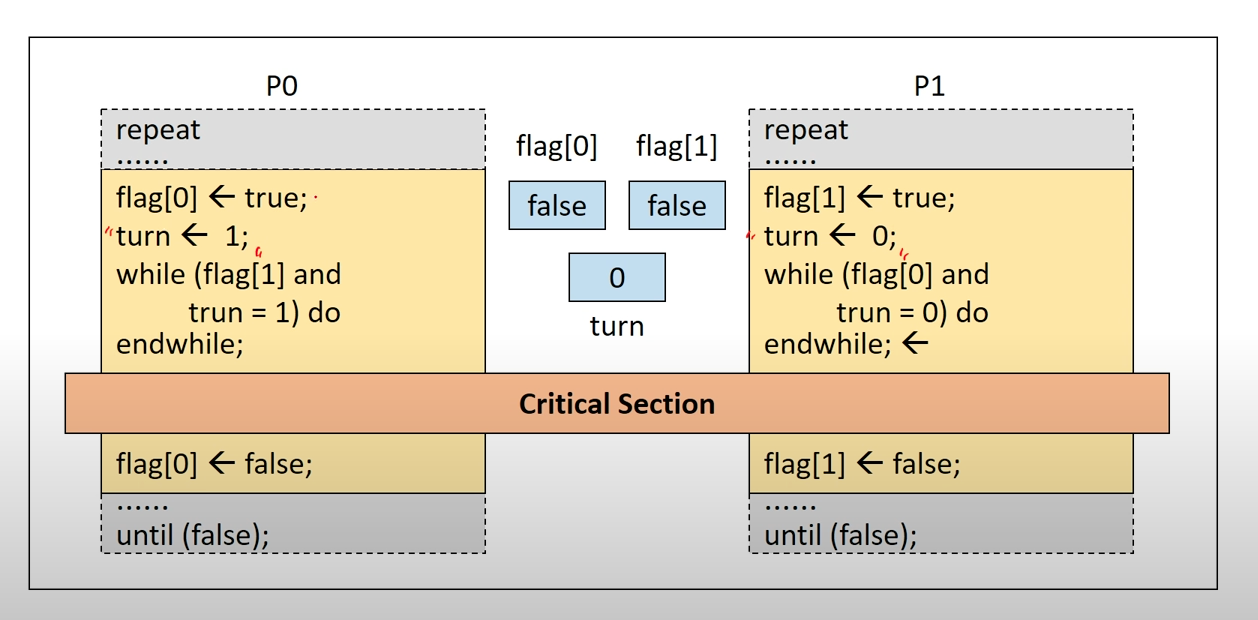 P0
repeat
......
flag[0] ← true;
turn ← 1;
while (flag[1] and
trun = 1) do
endwhile;
flag[0] flag[1]
false false
0
turn
P1
repeat
......
flag[1] ← true;
turn ← 0;
while (flag[0] and
trun = 0) do
endwhile; ←
Critical Section
flag[0] ← false;
......
until (false);
flag[1] ← false;
......
until (false);